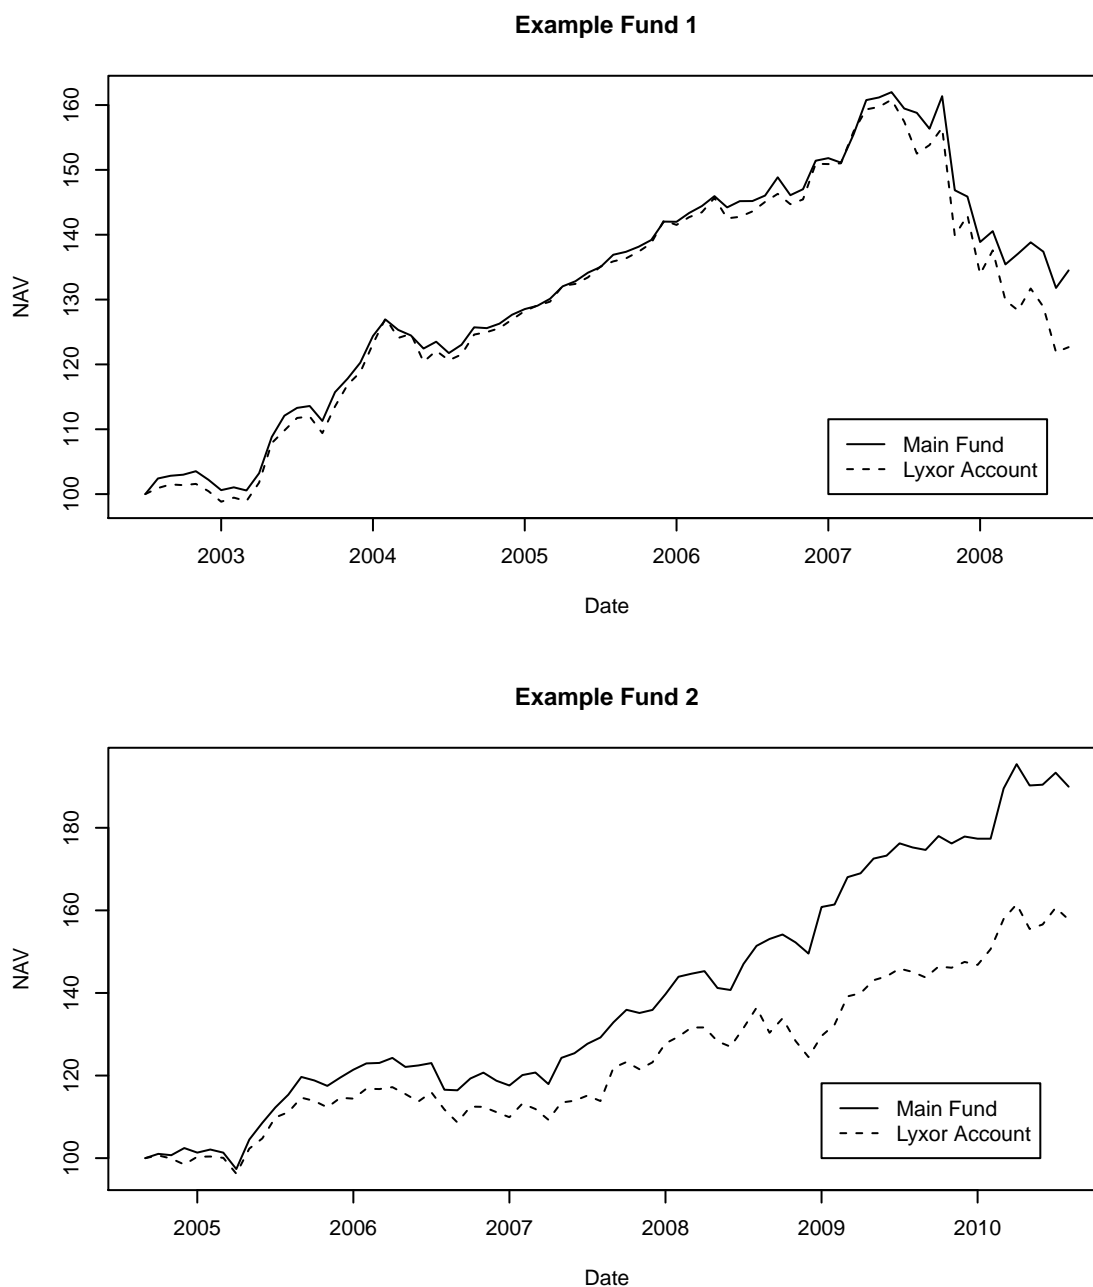 Example Fund 1
NAV
160
150
140
130
120
110
100
Main Fund
Lyxor Account
2003 2004 2005 2006 2007 2008
Date
Example Fund 2
NAV
180
160
140
120
100
Main Fund
Lyxor Account
2005 2006 2007 2008 2009 2010
Date